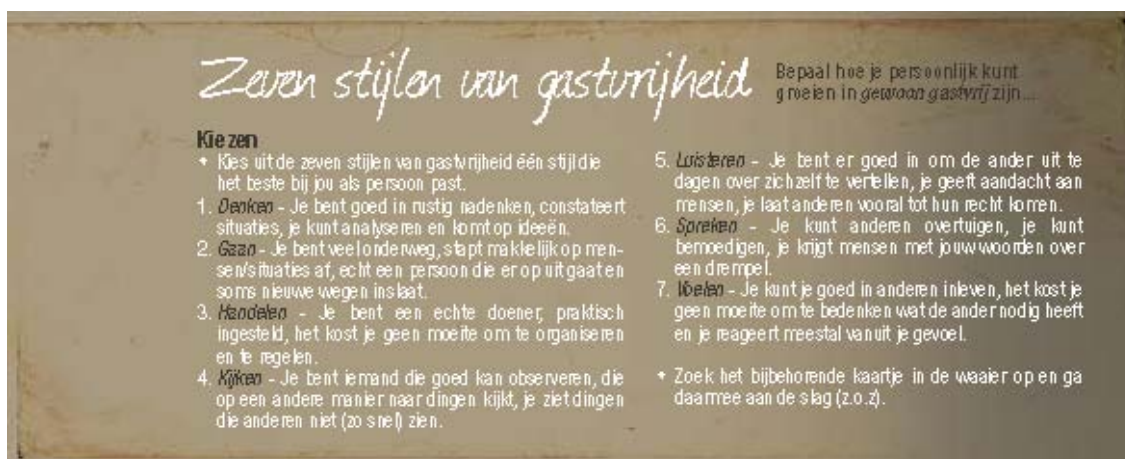 Zeven stijlen van gastvrijheid
Bepaal hoe je persoonlijk kunt
groeien in gewoon gastvrij zijn...
Kiezen
* Kies uit de zeven stijlen van gastvrijheid één stijl die
het beste bij jou als persoon past.
1. Denken - Je bent goed in rustig nadenken, constateert
situaties, je kunt analyseren en komt op ideeën.
2. Gaan - Je bent veel onderweg, stapt makkelijk op men-
sen/situaties af, echt een persoon die er op uit gaat en
soms nieuwe wegen inslaat.
3. Handelen - Je bent een echte doener, praktisch
ingesteld, het kost je geen moeite om te organiseren
en te regelen.
4. Kijken - Je bent iemand die goed kan observeren, die
op een andere manier naar dingen kijkt, je ziet dingen
die anderen niet (zo snel) zien.
5. Luisteren - Je bent er goed in om de ander uit te
dagen over zichzelf te vertellen, je geeft aandacht aan
mensen, je laat anderen vooral tot hun recht komen.
6. Spreken - Je kunt anderen overtuigen, je kunt
bemoedigen, je krijgt mensen met jouw woorden over
een drempel.
7. Voelen - Je kunt je goed in anderen inleven, het kost je
geen moeite om te bedenken wat de ander nodig heeft
en je reageert meestal vanuit je gevoel.
* Zoek het bijbehorende kaartje in de waaier op en ga
daarmee aan de slag (z.o.z).